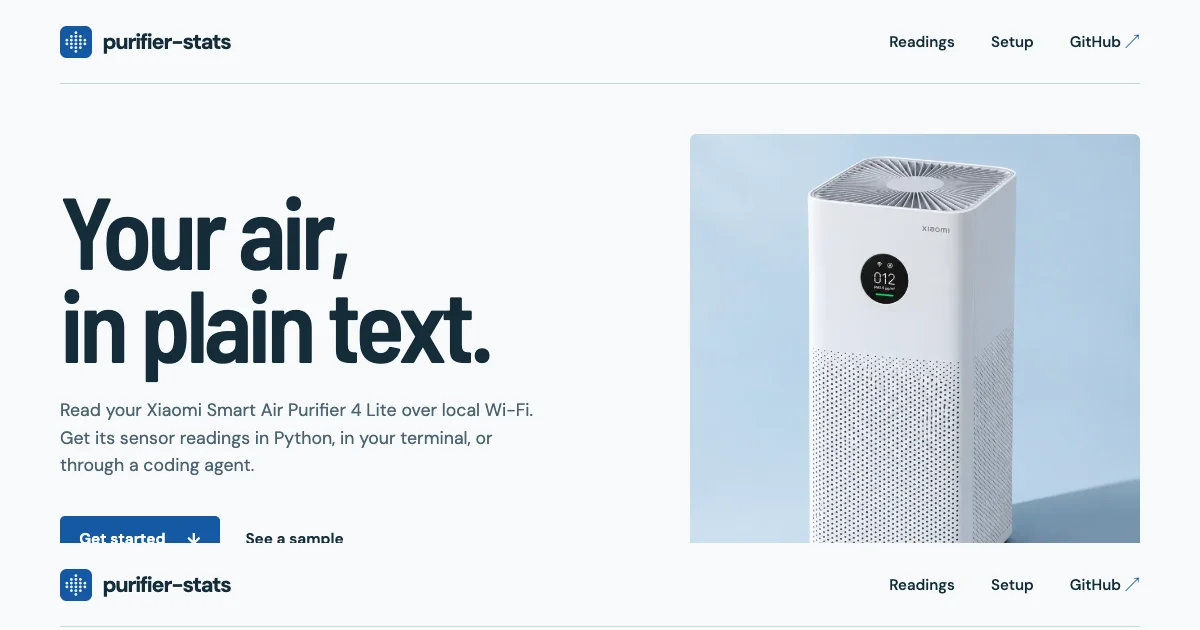 purifier-stats
Readings
Setup
GitHub ↗
Your air,
in plain text.
xiaomi
012
Read your Xiaomi Smart Air Purifier 4 Lite over local Wi-Fi.
Get its sensor readings in Python, in your terminal, or
through a coding agent.
Get started ↓
See a sample
purifier-stats
Readings
Setup
GitHub ↗